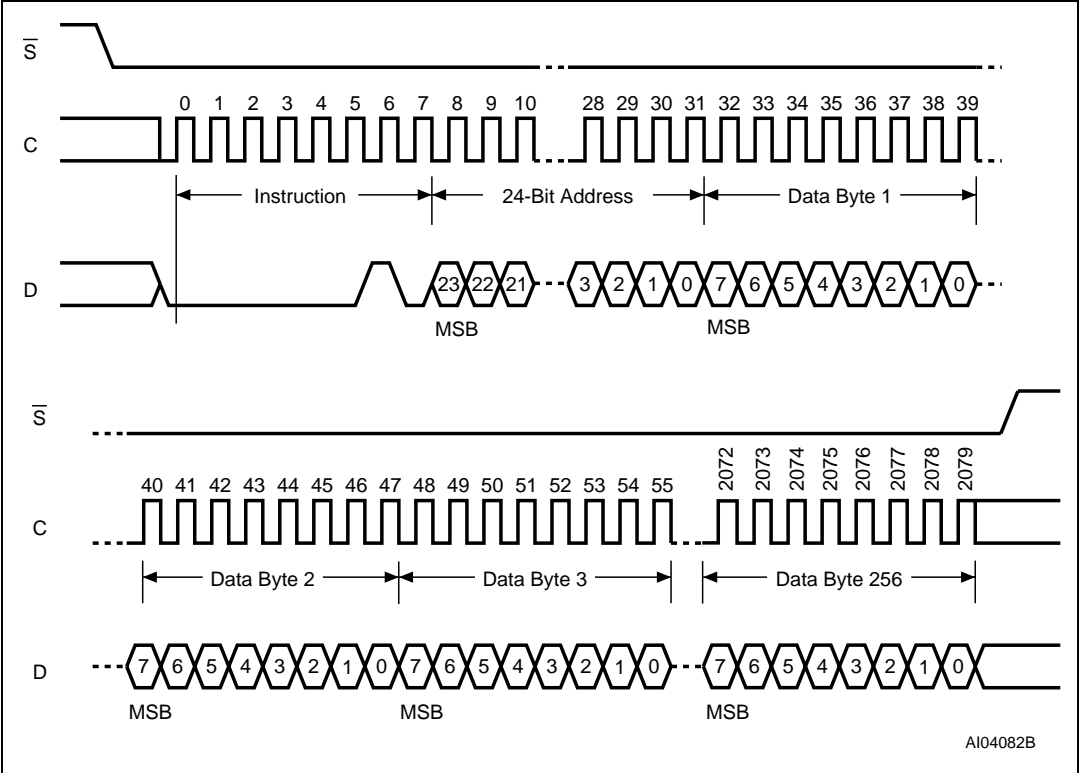 S
0 1 2 3 4 5 6 7 8 9 10 28 29 30 31 32 33 34 35 36 37 38 39
C
Instruction 24-Bit Address Data Byte 1
D 23 22 21 3 2 1 0 7 6 5 4 3 2 1 0
MSB MSB
S
40 41 42 43 44 45 46 47 48 49 50 51 52 53 54 55 2072 2073 2074 2075 2076 2077 2078 2079
C
Data Byte 2 Data Byte 3 Data Byte 256
D 7 6 5 4 3 2 1 0 7 6 5 4 3 2 1 0 7 6 5 4 3 2 1 0
MSB MSB MSB
AI04082B